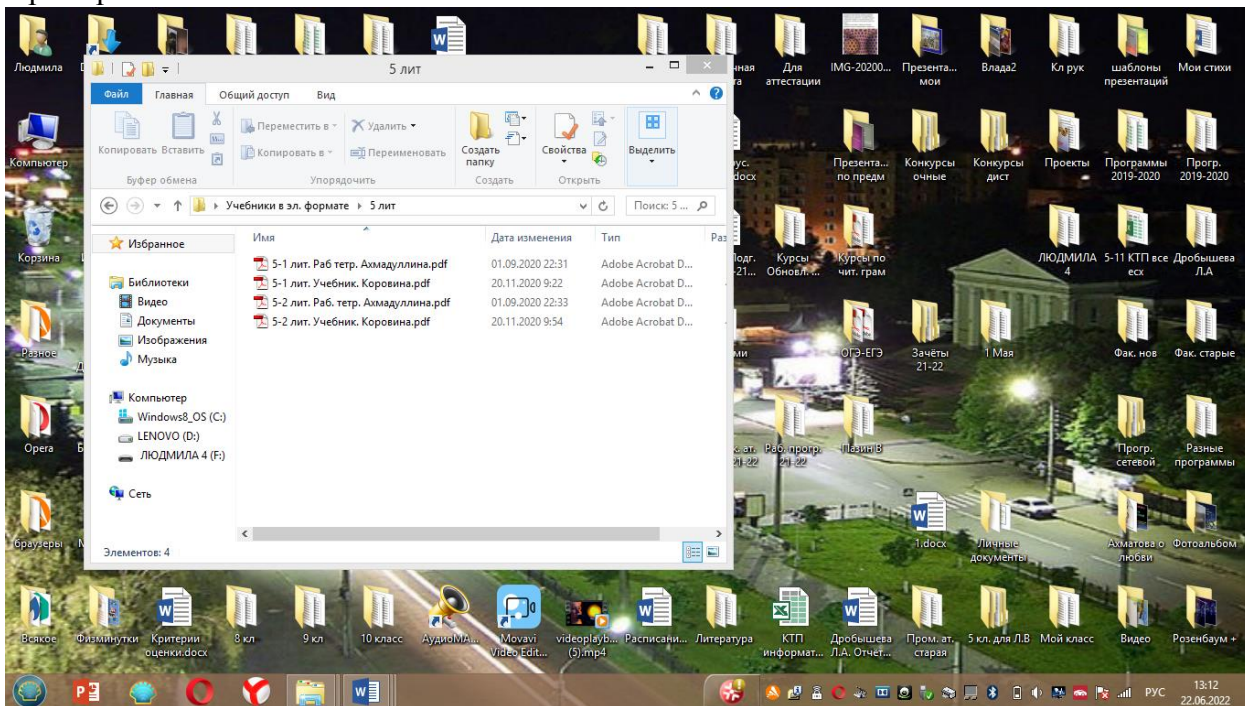 Людмила
5 лит
Для
аттестации
IMG-20200...
Презента...
мои
Влада2
Кл рук
шаблоны
презентаций
Мои стихи
Файл Главная Общий доступ Вид
Копировать Вставить
Переместить в
Копировать в
Удалить
Переименовать
Создать
папку
Свойства
Выделить
Буфер обмена Упорядочить Создать Открыть
Компьютер
Презента...
по предм
Конкурсы
очные
Конкурсы
дист
Проекты
Программы
2019-2020
Прогр.
2019-2020
Учебники в эл. формате 5 лит
Поиск: 5 ...
Имя Дата изменения Тип Раз
5-1 лит. Раб тетр. Ахмадуллина.pdf 01.09.2020 22:31 Adobe Acrobat D...
5-1 лит. Учебник. Коровина.pdf 20.11.2020 9:22 Adobe Acrobat D...
5-2 лит. Раб. тетр. Ахмадуллина.pdf 01.09.2020 22:33 Adobe Acrobat D...
5-2 лит. Учебник. Коровина.pdf 20.11.2020 9:54 Adobe Acrobat D...
Избранное
Библиотеки
Видео
Документы
Изображения
Музыка
Компьютер
Windows8_OS (C:)
LENOVO (D:)
ЛЮДМИЛА 4 (F:)
Сеть
Элементов: 4
Корзина
Курсы
Обновл...
Курсы по
чит. грам
ЛЮДМИЛА
4
5-11 КТП все
есх
Дробышева
Л.А
Разное
ОГЭ-ЕГЭ
Зачёты
21-22
1 Мая
Фак. нов
Фак. старые
Opera
Раб. прогр.
21-22
Пазин В
Прогр.
сетевой
Разные
программы
браузеры
1.docx
Личные
документы
Ахматова о
любви
Фотоальбом
Всякое
Физминутки
Критерии
оценки.docx
8 кл
9 кл
10 класс
АудиоМА...
Movavi
Video Edit...
videoplayb...
(5).mp4
Расписани...
Литература
КТП
информат...
Дробышева
Л.А. Отчёт...
Пром. ат.
старая
5 кл. для Л.В
Мой класс
Видео
Розенбаум +
РУС
13:12
22.06.2022